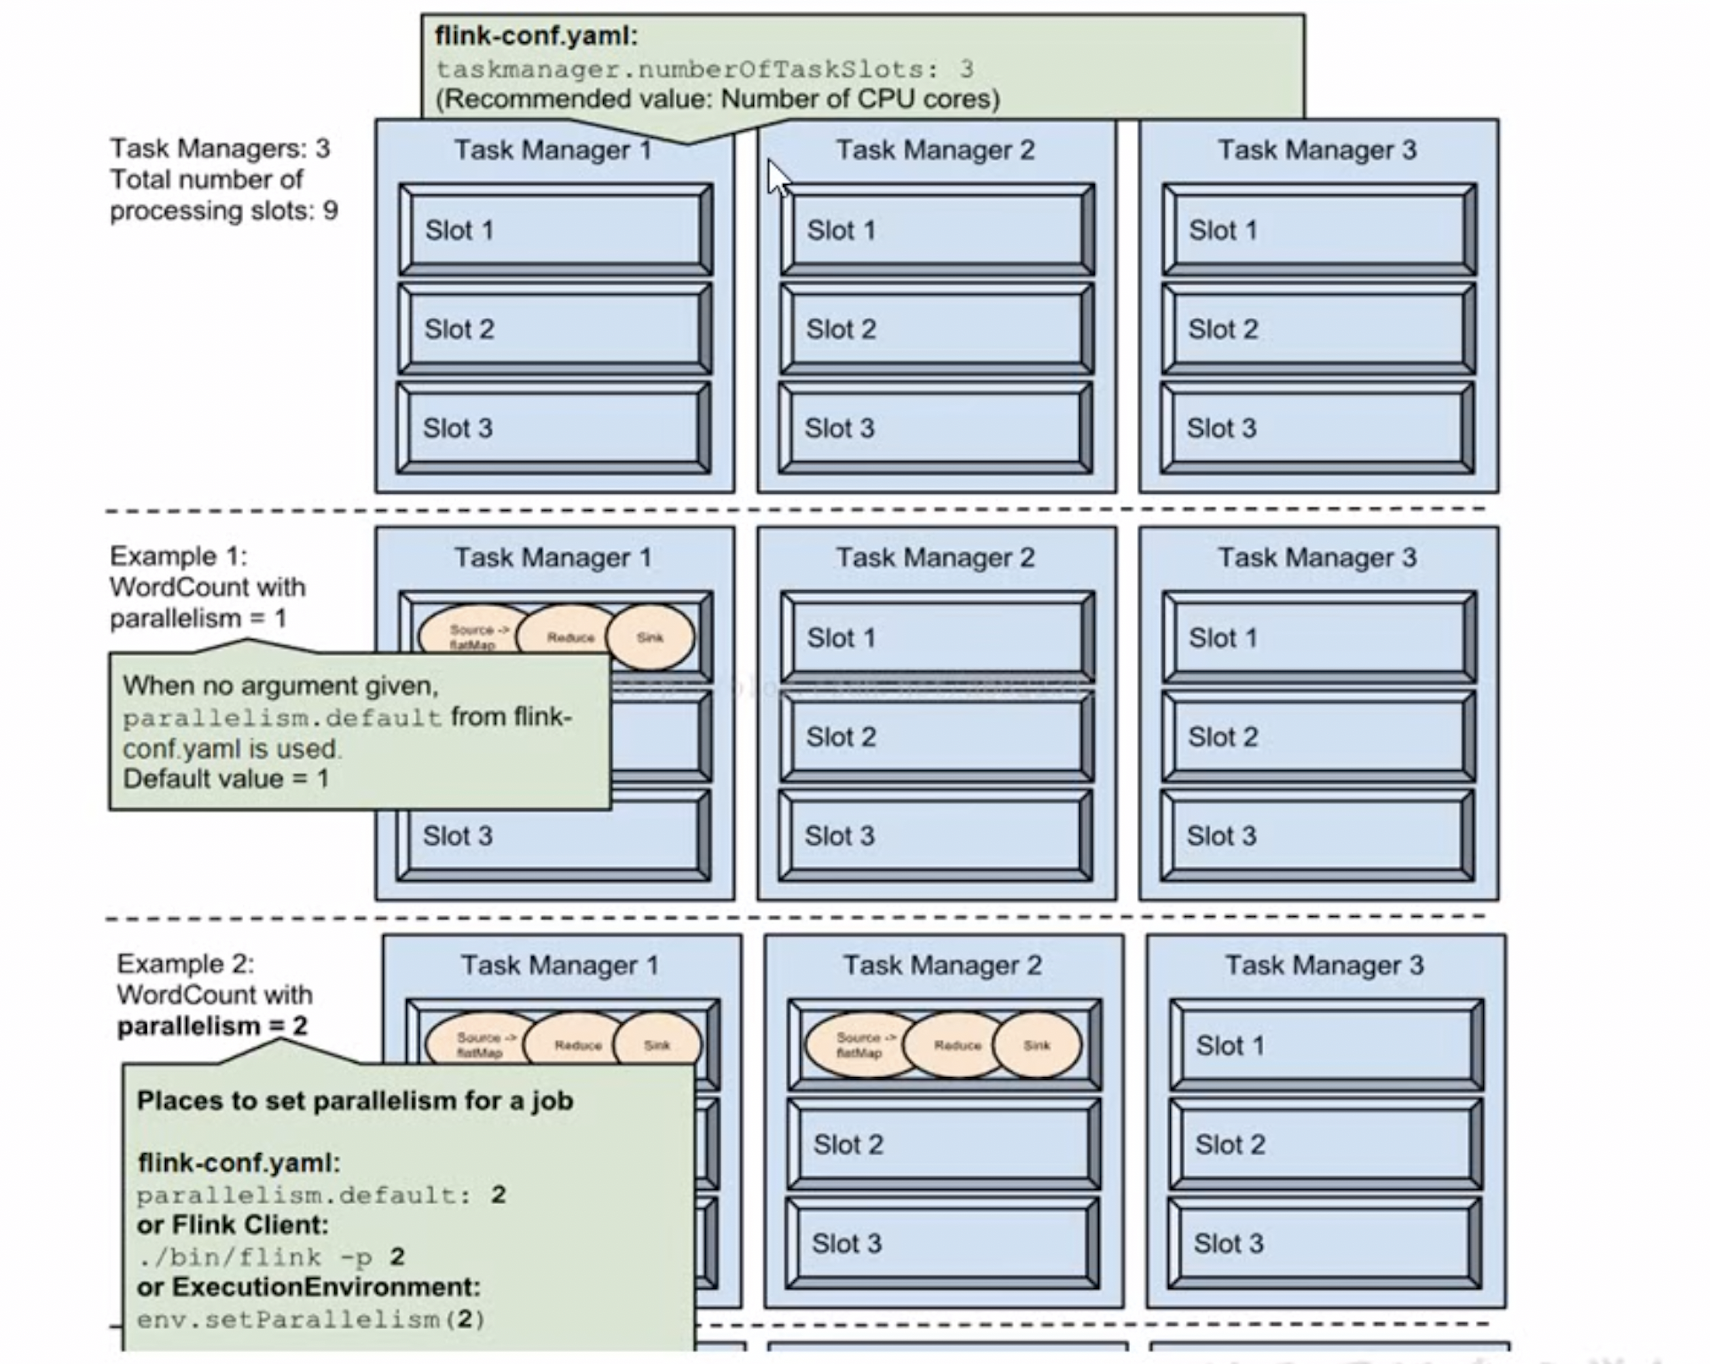 flink-conf.yaml:
taskmanager.numberOfTaskSlots: 3
(Recommended value: Number of CPU cores)
Task Managers: 3
Total number of
processing slots: 9
Task Manager 1
Slot 1
Slot 2
Slot 3
Task Manager 2
Slot 1
Slot 2
Slot 3
Task Manager 3
Slot 1
Slot 2
Slot 3
Example 1:
WordCount with
parallelism = 1
When no argument given,
parallelism.default from flink-
conf.yaml is used.
Default value = 1
Task Manager 1
Source ->
flatMap
Reduce
Sink
Slot 3
Task Manager 2
Slot 1
Slot 2
Slot 3
Task Manager 3
Slot 1
Slot 2
Slot 3
Example 2:
WordCount with
parallelism = 2
Places to set parallelism for a job
flink-conf.yaml:
parallelism.default: 2
or Flink Client:
./bin/flink -p 2
or ExecutionEnvironment:
env.setParallelism(2)
Task Manager 1
Source ->
flatMap
Reduce
Sink
Task Manager 2
Source ->
flatMap
Reduce
Sink
Slot 2
Slot 3
Task Manager 3
Slot 1
Slot 2
Slot 3